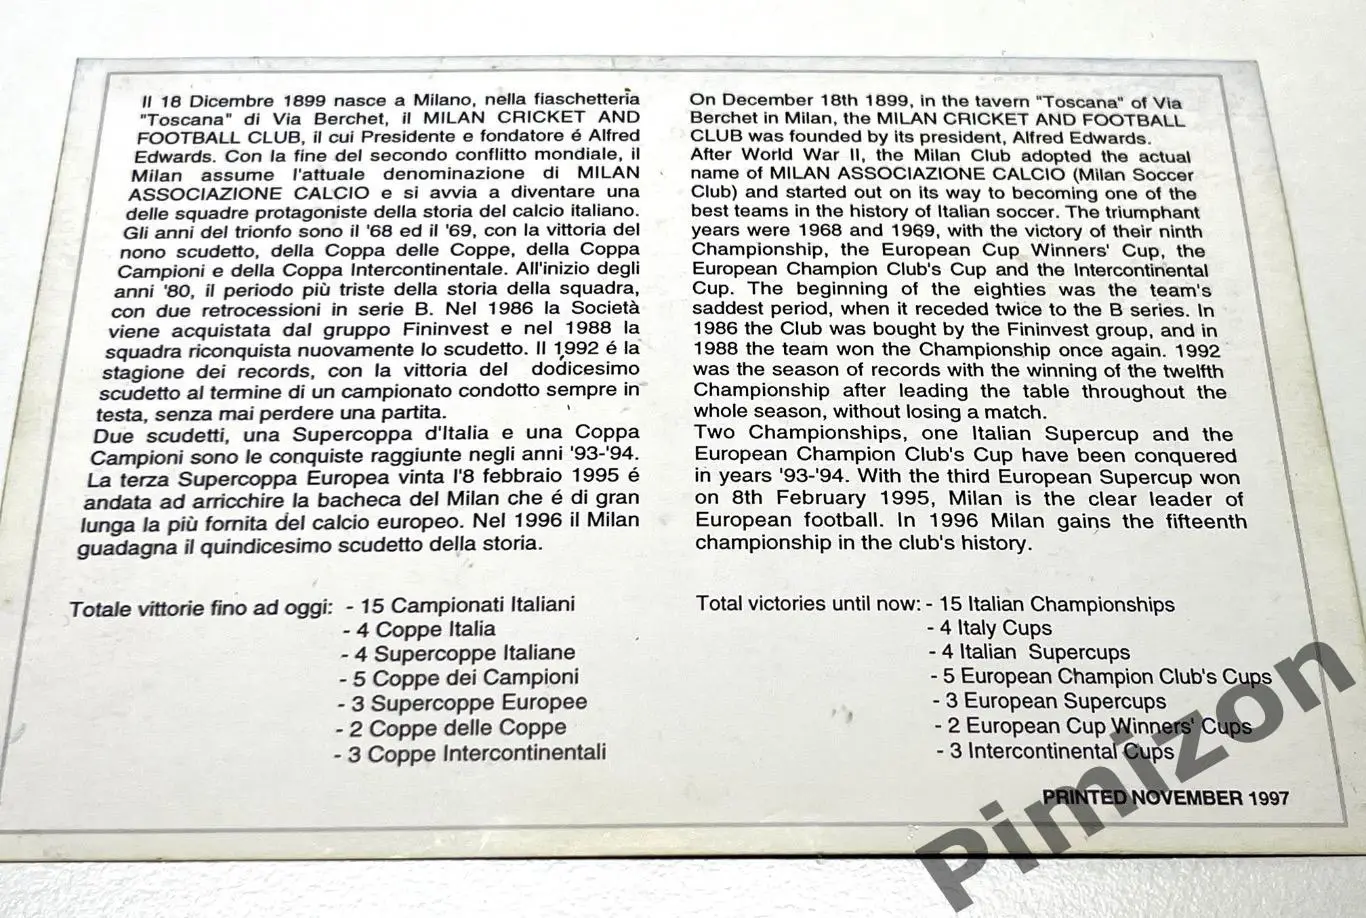 Il 18 Dicembre 1899 nasce a Milano, nella fiaschetteria
"Toscana" di Via Berchet, il MILAN CRICKET AND
FOOTBALL CLUB, il cui Presidente e fondatore é Alfred
Edwards. Con la fine del secondo conflitto mondiale, il
Milan assume l'attuale denominazione di MILAN
ASSOCIAZIONE CALCIO e si avvia a diventare una
delle squadre protagoniste della storia del calcio italiano.
Gli anni del trionfo sono il '68 ed il '69, con la vittoria del
nono scudetto, della Coppa delle Coppe, della Coppa
Campioni e della Coppa Intercontinentale. All'inizio degli
anni '80, il periodo più triste della storia della squadra,
con due retrocessioni in serie B. Nel 1986 la Società
viene acquistata dal gruppo Fininvest e nel 1988 la
squadra riconquista nuovamente lo scudetto. Il 1992 é la
stagione dei records, con la vittoria del dodicesimo
scudetto al termine di un campionato condotto sempre in
testa, senza mai perdere una partita.
Due scudetti, una Supercoppa d'Italia e una Coppa
Campioni sono le conquiste raggiunte negli anni '93-'94.
La terza Supercoppa Europea vinta l'8 febbraio 1995 é
andata ad arricchire la bacheca del Milan che é di gran
lunga la più fornita del calcio europeo. Nel 1996 il Milan
guadagna il quindicesimo scudetto della storia.
Totale vittorie fino ad oggi: - 15 Campionati Italiani
- 4 Coppe Italia
- 4 Supercoppe Italiane
- 5 Coppe dei Campioni
- 3 Supercoppe Europee
- 2 Coppe delle Coppe
- 3 Coppe Intercontinentali
On December 18th 1899, in the tavern "Toscana" of Via
Berchet in Milan, the MILAN CRICKET AND FOOTBALL
CLUB was founded by its president, Alfred Edwards.
After World War II, the Milan Club adopted the actual
name of MILAN ASSOCIAZIONE CALCIO (Milan Soccer
Club) and started out on its way to becoming one of the
best teams in the history of Italian soccer. The triumphant
years were 1968 and 1969, with the victory of their ninth
Championship, the European Cup Winners' Cup, the
European Champion Club's Cup and the Intercontinental
Cup. The beginning of the eighties was the team's
saddest period, when it receded twice to the B series. In
1986 the Club was bought by the Fininvest group, and in
1988 the team won the Championship once again. 1992
was the season of records with the winning of the twelfth
Championship after leading the table throughout the
whole season, without losing a match.
Two Championships, one Italian Supercup and the
European Champion Club's Cup have been conquered
in years '93-'94. With the third European Supercup won
on 8th February 1995, Milan is the clear leader of
European football. In 1996 Milan gains the fifteenth
championship in the club's history.
Total victories until now: - 15 Italian Championships
- 4 Italy Cups
- 4 Italian Supercups
- 5 European Champion Club's Cups
- 3 European Supercups
- 2 European Cup Winners' Cups
- 3 Intercontinental Cups
PRINTED NOVEMBER 1997
Pimizon